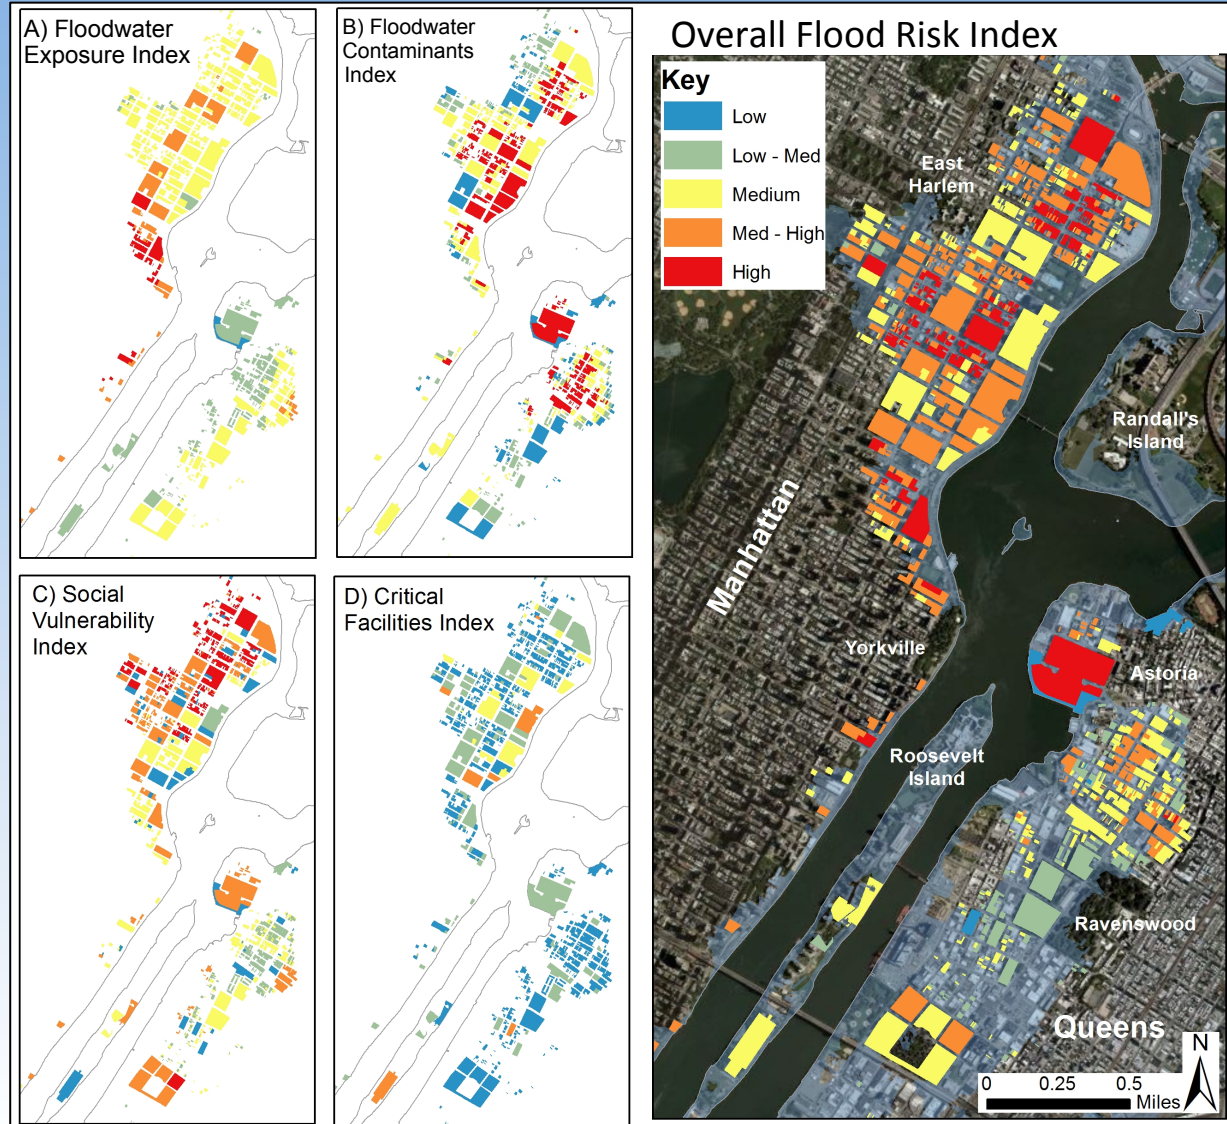 A) Floodwater
Exposure Index
B) Floodwater
Contaminants
Index
C) Social
Vulnerability
Index
D) Critical
Facilities Index
Overall Flood Risk Index
Key
Low
Low - Med
Medium
Med - High
High
East
Harlem
Randall's
Island
Manhattan
Yorkville
Astoria
Roosevelt
Island
Ravenswood
Queens
N
0 0.25 0.5
Miles